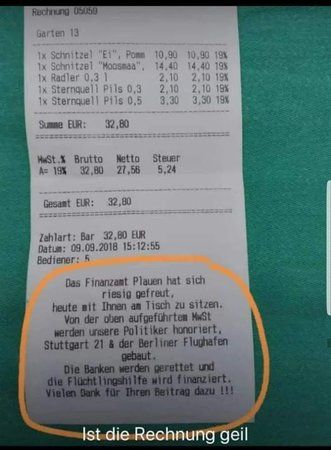 Rechnung 05050
Garten 13
1x Schnitzel "Ei", Pomm 10,90 10,90 19%
1x Schnitzel "Moosmaa", 14,40 14,40 19%
1x Radler 0,3 l 2,10 2,10 19%
1x Sternquell Pils 0,3 2,10 2,10 19%
1x Sternquell Pils 0,5 3,30 3,30 19%
Summe EUR: 32,80
MwSt.% Brutto Netto Steuer
A= 19% 32,80 27,56 5,24
Gesamt EUR: 32,80
Zahlart: Bar 32,80 EUR
Datum: 09.09.2018 15:12:55
Bediener: 5
Das Finanzamt Plauen hat sich
riesig gefreut,
heute mit Ihnen am Tisch zu sitzen.
Von der oben aufgeführtem MwSt
werden unsere Politiker honoriert,
Stuttgart 21 & der Berliner Flughafen
gebaut.
Die Banken werden gerettet und
die Flüchtlingshilfe wird finanziert.
Vielen Dank für Ihren Beitrag dazu !!!
Ist die Rechnung geil